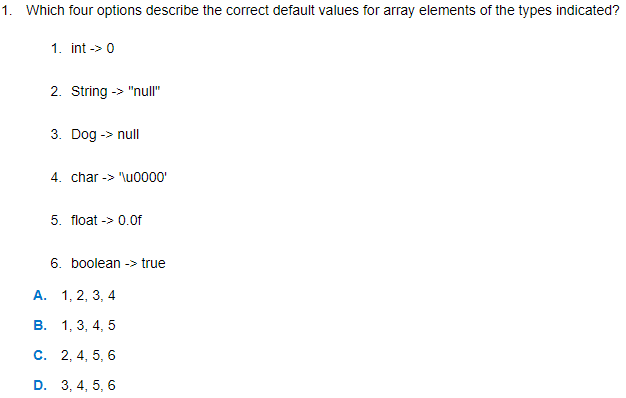 1. Which four options describe the correct default values for array elements of the types indicated?
1. int -> 0
2. String -> "null"
3. Dog -> null
4. char -> '\u0000'
5. float -> 0.0f
6. boolean -> true
A. 1, 2, 3, 4
B. 1, 3, 4, 5
C. 2, 4, 5, 6
D. 3, 4, 5, 6